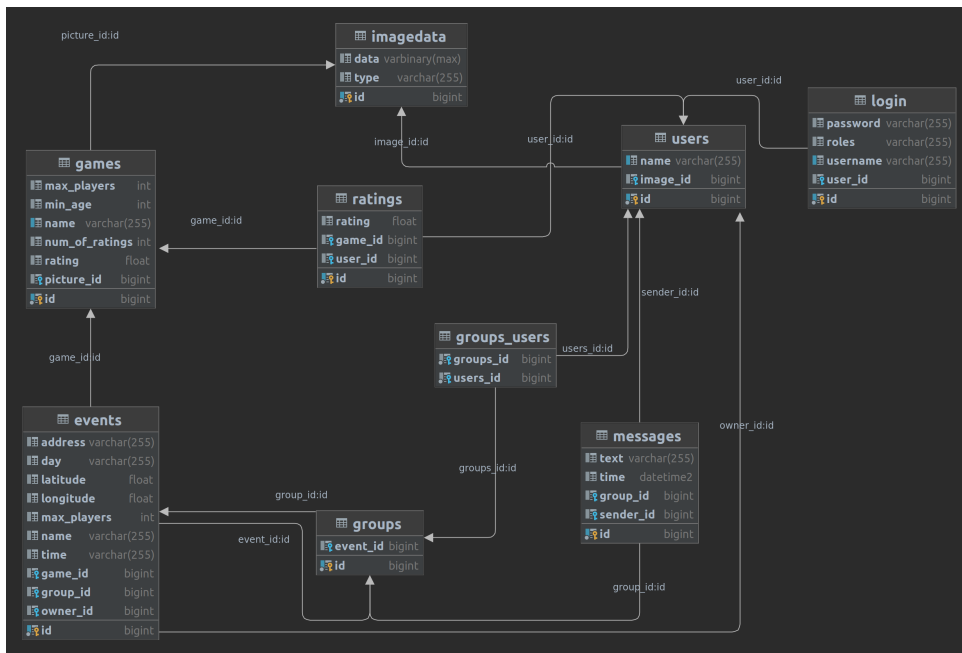 picture_id:id
imagedata
data varbinary(max)
type varchar(255)
id bigint
user_id:id
login
password varchar(255)
roles varchar(255)
username varchar(255)
user_id bigint
id bigint
image_id:id
user_id:id
users
name varchar(255)
image_id bigint
id bigint
games
max_players int
min_age int
name varchar(255)
num_of_ratings int
rating float
picture_id bigint
id bigint
game_id:id
ratings
rating float
game_id bigint
user_id bigint
id bigint
sender_id:id
groups_users
groups_id bigint
users_id bigint
users_id:id
game_id:id
events
address varchar(255)
day varchar(255)
latitude float
longitude float
max_players int
name varchar(255)
time varchar(255)
game_id bigint
group_id bigint
owner_id bigint
id bigint
owner_id:id
messages
text varchar(255)
time datetime2
group_id bigint
sender_id bigint
id bigint
groups_id:id
group_id:id
event_id:id
groups
event_id bigint
id bigint
group_id:id